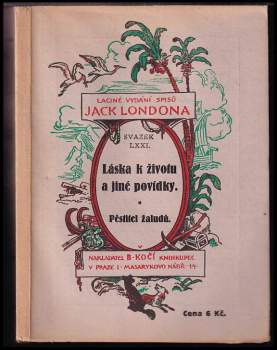 LACINÉ VYDÁNÍ SPISŮ
JACK LONDONA
SVAZEK
LXXI.
Láska k životu
a jiné povídky.
Pěstilel žaludů.
NAKLADATEL B. KOČÍ KNIHKUPEC
V PRAZE I. MASARYKOVO NÁBŘ. 14.
Cena 6 Kč.